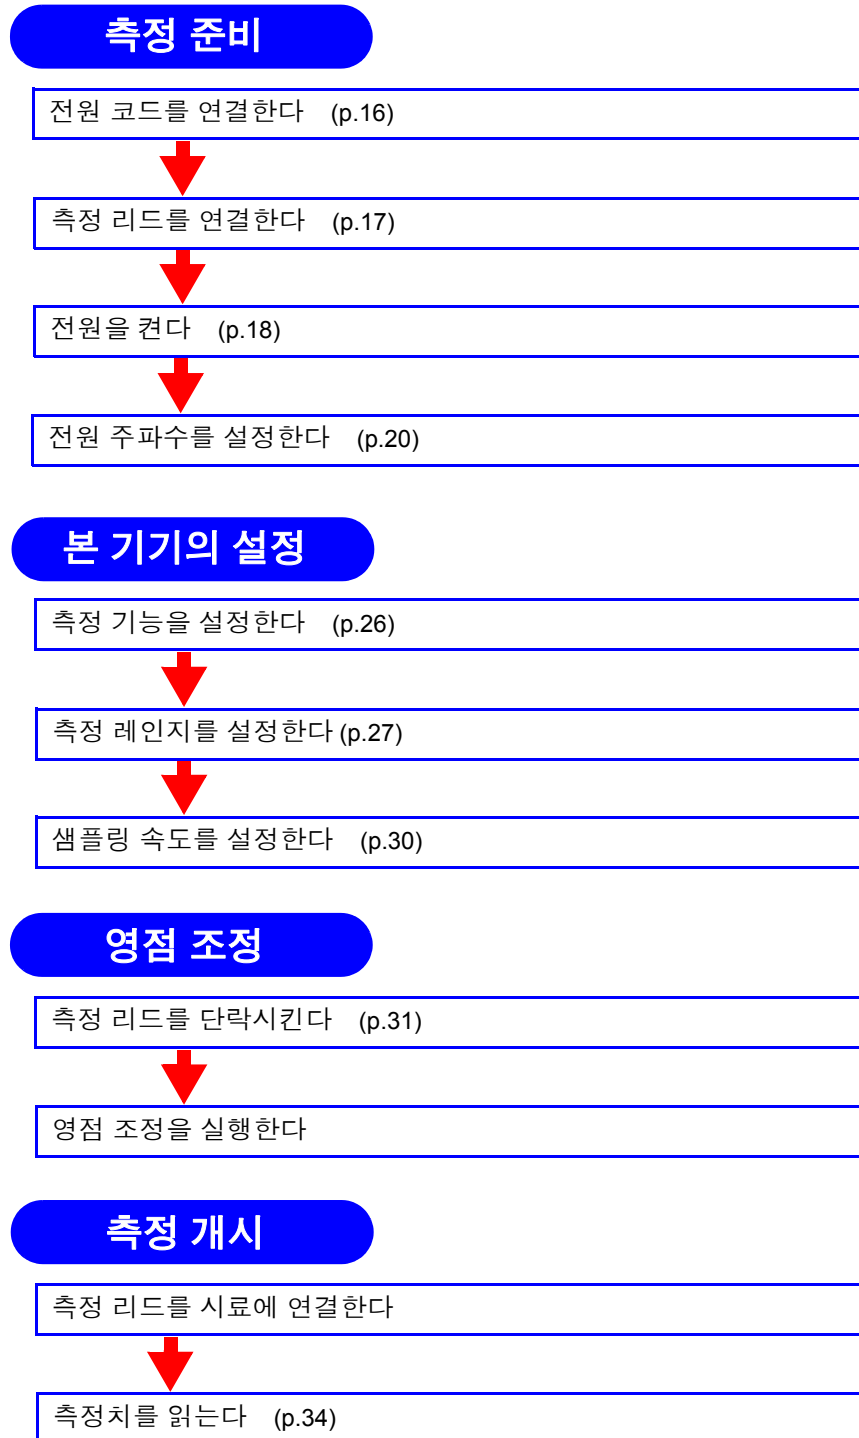 측정 준비
전원 코드를 연결한다 (p.16)
측정 리드를 연결한다 (p.17)
전원을 켠다 (p.18)
전원 주파수를 설정한다 (p.20)
본 기기의 설정
측정 기능을 설정한다 (p.26)
측정 레인지를 설정한다 (p.27)
샘플링 속도를 설정한다 (p.30)
영점 조정
측정 리드를 단락시킨다 (p.31)
영점 조정을 실행한다
측정 개시
측정 리드를 시료에 연결한다
측정치를 읽는다 (p.34)